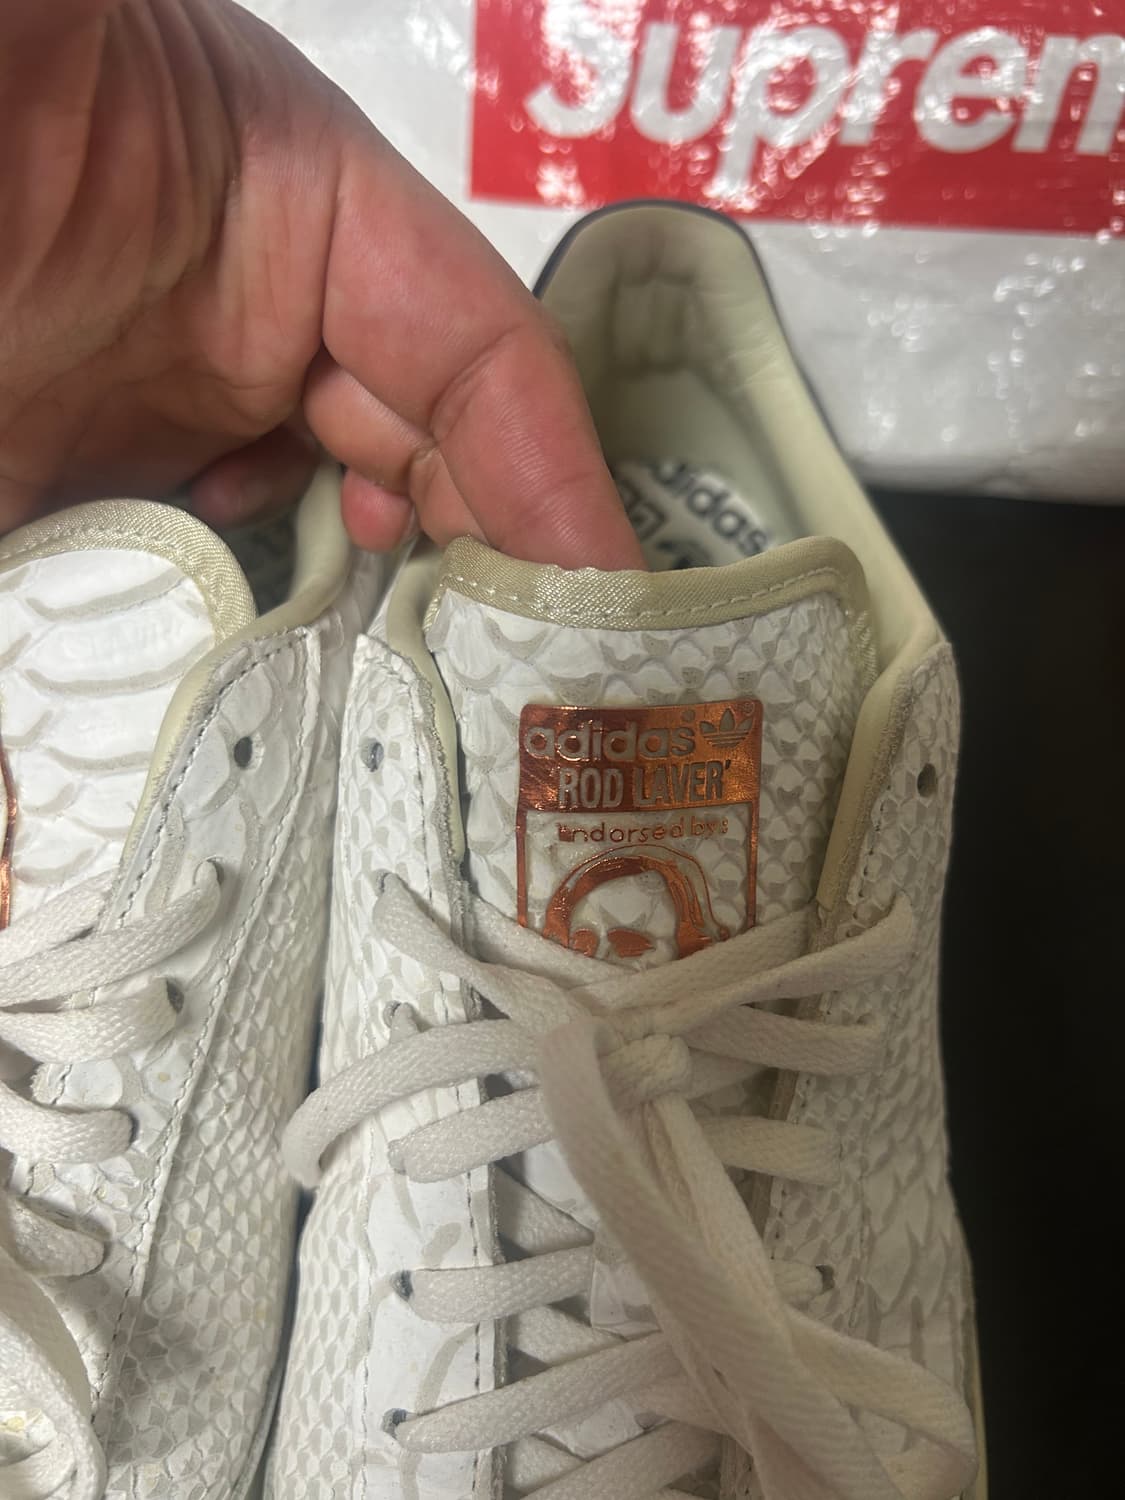 Suprem
adidas
adidas ®
'ROD LAVER'
Endorsed by: